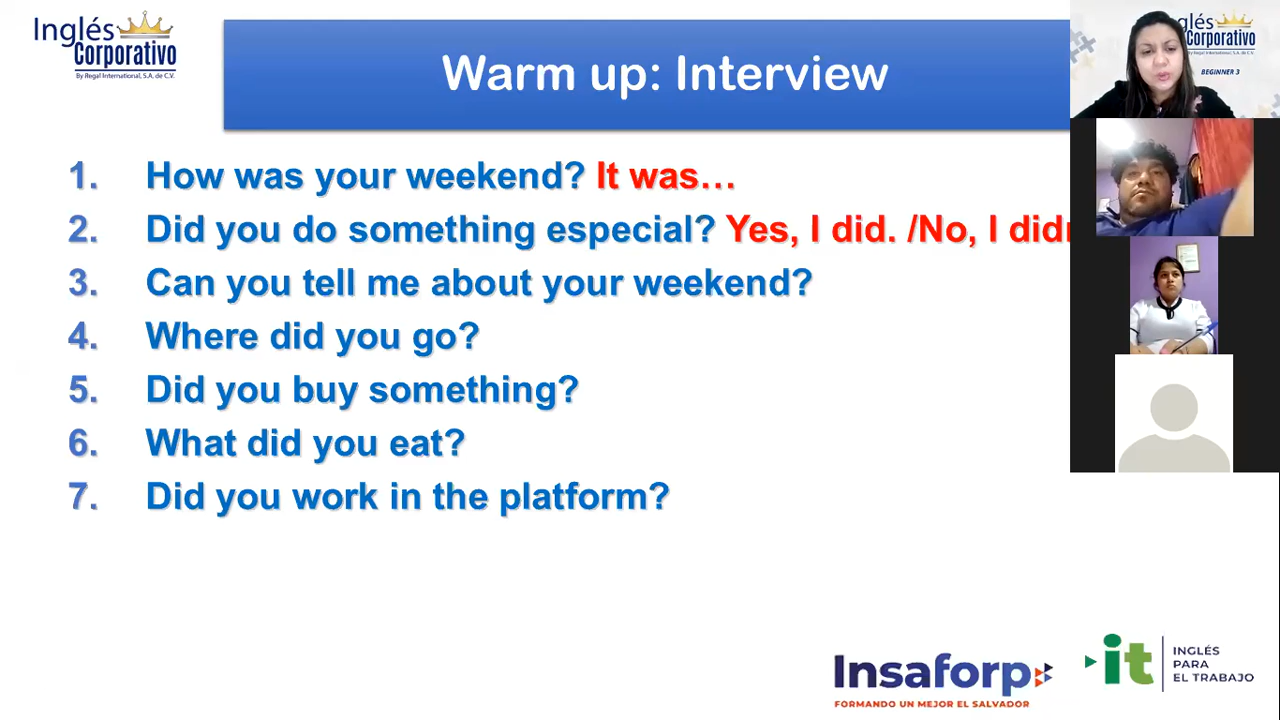 Inglés
Corporativo
By Regal International, S.A. de C.V.
Warm up: Interview
1. How was your weekend? It was…
2. Did you do something especial? Yes, I did. /No, I
3. Can you tell me about your weekend?
4. Where did you go?
5. Did you buy something?
6. What did you eat?
7. Did you work in the platform?
Corporativo
BEGINNER 3
Insaforp
FORMANDO UN MEJOR EL SALVADOR
it
INGLÉS
PARA
EL TRABAJO